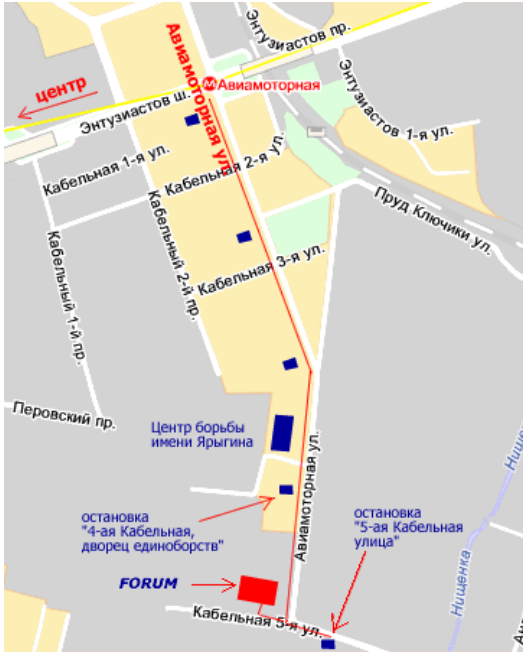 Энтузиастов пр.
Авиамоторная ул.
Авиамоторная
центр
Энтузиастов ш.
Энтузиастов 1-я ул.
Кабельная 1-я ул.
Кабельная 2-я ул.
Пруд Ключики ул.
Кабельный 1-й пр.
Кабельный 2-й пр.
Кабельная 3-я ул.
Перовский пр.
Центр борьбы
имени Ярыгина
Авиамоторная ул.
остановка
"4-ая Кабельная,
дворец единоборств"
остановка
"5-ая Кабельная
улица"
Нищенка
FORUM
Кабельная 5-я ул.